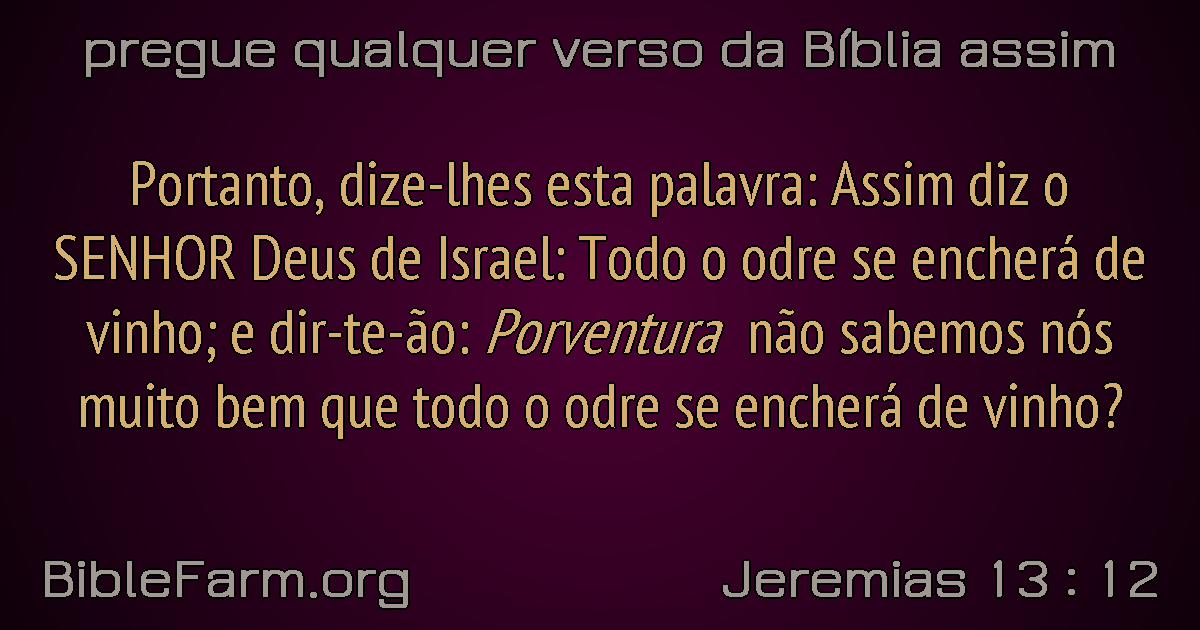 pregue qualquer verso da Bíblia assim
Portanto, dize-lhes esta palavra: Assim diz o
SENHOR Deus de Israel: Todo o odre se encherá de
vinho; e dir-te-ão: Porventura não sabemos nós
muito bem que todo o odre se encherá de vinho?
BibleFarm.org
Jeremias 13 : 12